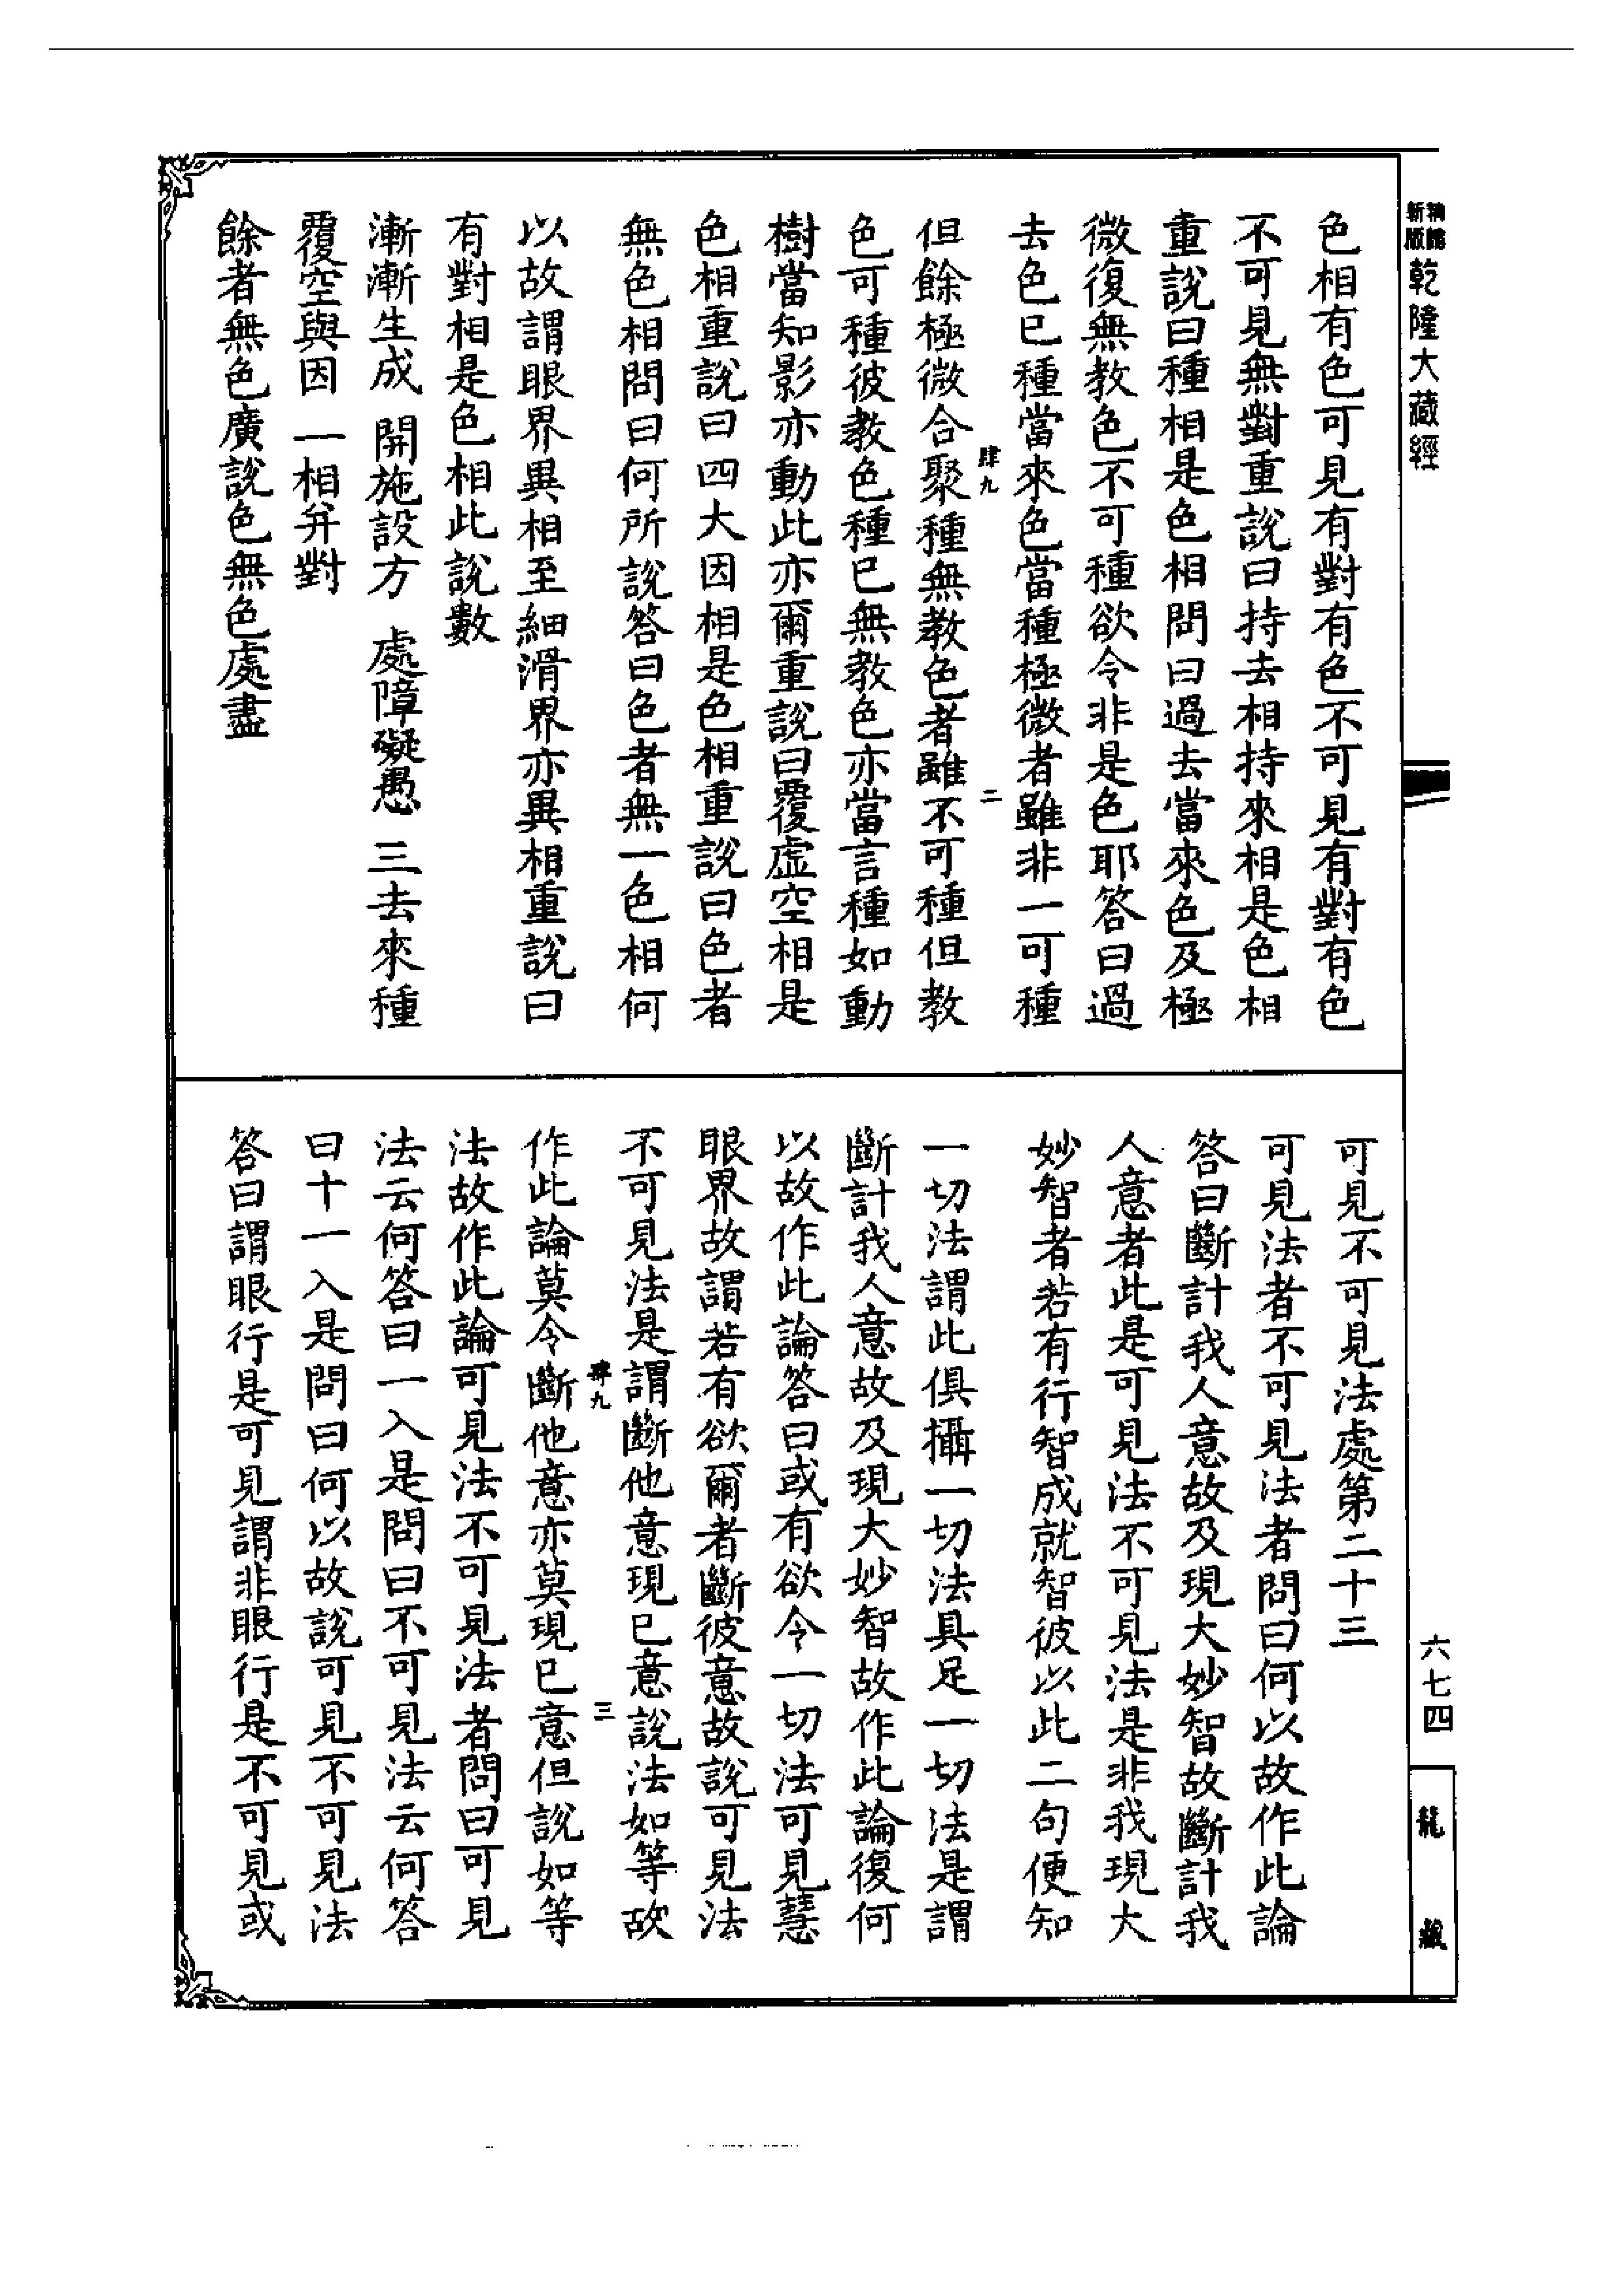 新版精縮乾隆大藏經
色相有色可見有對有色不可見有對有色
不可見無對重說曰持去相持來相是色相
重說曰種相是色相問曰過去當來色及極
微復無教色不可種欲令非是色耶答曰過
去色已種當來色當種極微者雖非一可種
肆九
二
但餘極微合聚種無教色者雖不可種但教
色可種彼教色種已無教色亦當言種如動
樹當知影亦動此亦爾重說曰覆虛空相是
色相重說曰四大因相是色相重說曰色者
無色相問曰何所說答曰色者無一色相何
以故謂眼界異相至細滑界亦異相重說曰
有對相是色相此說數
漸漸生成 開施設方 處障礙愚 三去來種
覆空與因 一相并對
餘者無色廣說色無色處盡
可見不可見法處第二十三
可見法者不可見法者問曰何以故作此論
答曰斷計我人意故及現大妙智故斷計我
人意者此是可見法不可見法是非我現大
妙智者若有行智成就智彼以此二句便知
一切法謂此俱攝一切法具足一切法是謂
斷計我人意故及現大妙智故作此論復何
以故作此論答曰或有欲令一切法可見慧
眼界故謂若有欲爾者斷彼意故說可見法
不可見法是謂斷他意現已意說法如等故
肆九
三
作此論莫令斷他意亦莫現已意但說如等
法故作此論可見法不可見法者問曰可見
法云何答曰一入是問曰不可見法云何答
曰十一入是問曰何以故說可見不可見法
答曰謂眼行是可見謂非眼行是不可見或
六七四
龍藏